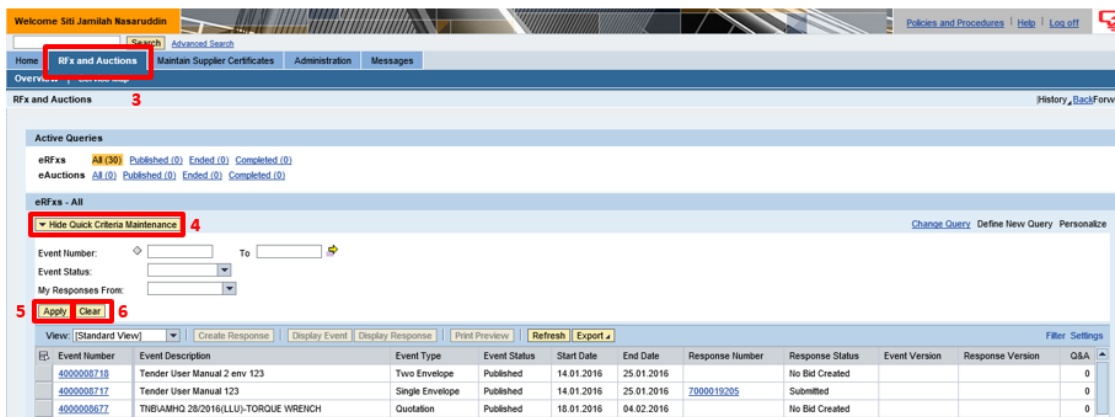 Welcome Siti Jamilah Nasaruddin Policies and Procedures | Help | Log off
Search Advanced Search
Home RFx and Auctions Maintain Supplier Certificates Administration Messages
Overview
RFx and Auctions 3 History Back Forw
Active Queries
eRFxs All (30) Published (0) Ended (0) Completed (0)
eAuctions All (0) Published (0) Ended (0) Completed (0)
eRFxs - All
Hide Quick Criteria Maintenance 4 Change Query Define New Query Personalize
Event Number: To
Event Status:
My Responses From:
5 Apply Clear 6
View: [Standard View] Create Response Display Event Display Response Print Preview Refresh Export Filter Settings
Event Number Event Description Event Type Event Status Start Date End Date Response Number Response Status Event Version Response Version Q&A
4000008718 Tender User Manual 2 env 123 Two Envelope Published 14.01.2016 25.01.2016 No Bid Created 0
4000008717 Tender User Manual 123 Single Envelope Published 14.01.2016 25.01.2016 7000019205 Submitted 0
4000008677 TNB\AMHQ 28/2016(LLU)-TORQUE WRENCH Quotation Published 18.01.2016 04.02.2016 No Bid Created 0